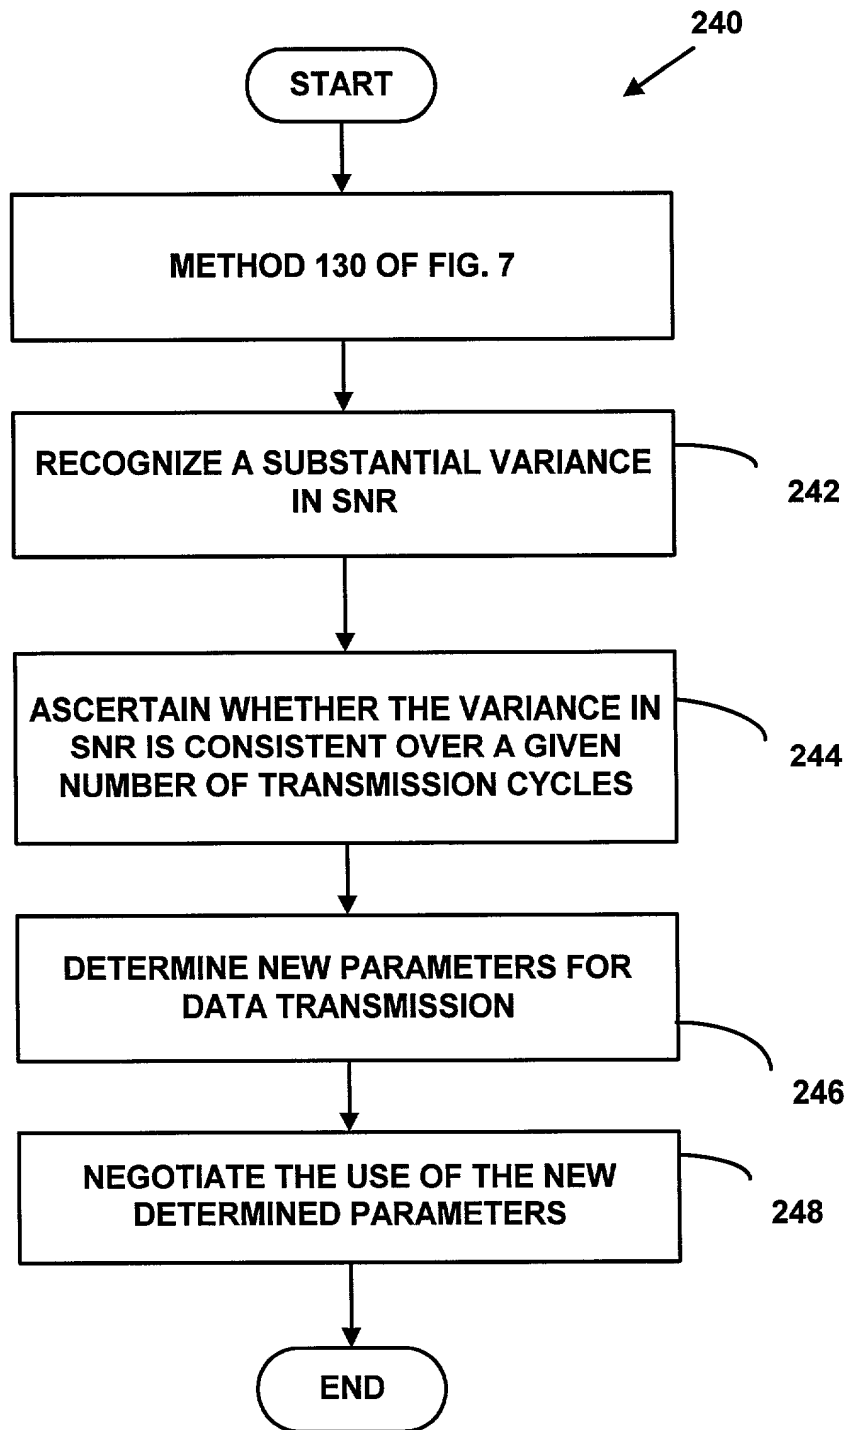 240
START
METHOD 130 OF FIG. 7
RECOGNIZE A SUBSTANTIAL VARIANCE
IN SNR
242
ASCERTAIN WHETHER THE VARIANCE IN
SNR IS CONSISTENT OVER A GIVEN
NUMBER OF TRANSMISSION CYCLES
244
DETERMINE NEW PARAMETERS FOR
DATA TRANSMISSION
246
NEGOTIATE THE USE OF THE NEW
DETERMINED PARAMETERS
248
END